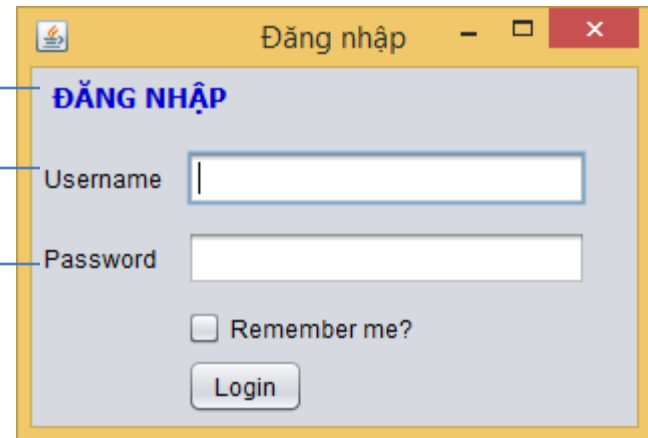 Đăng nhập
ĐĂNG NHẬP
Username
Password
Remember me?
Login